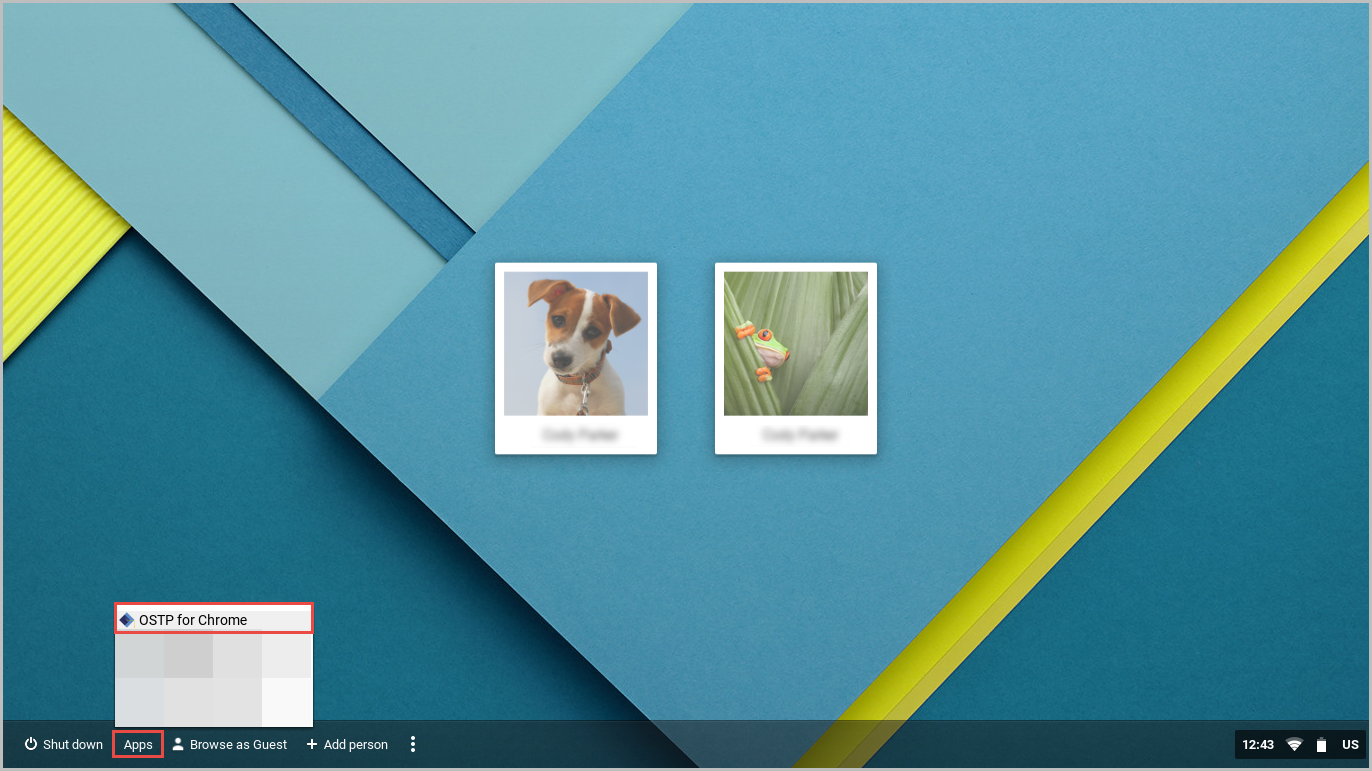 OSTP for Chrome
Shut down
Apps
Browse as Guest
Add person
12:43
US